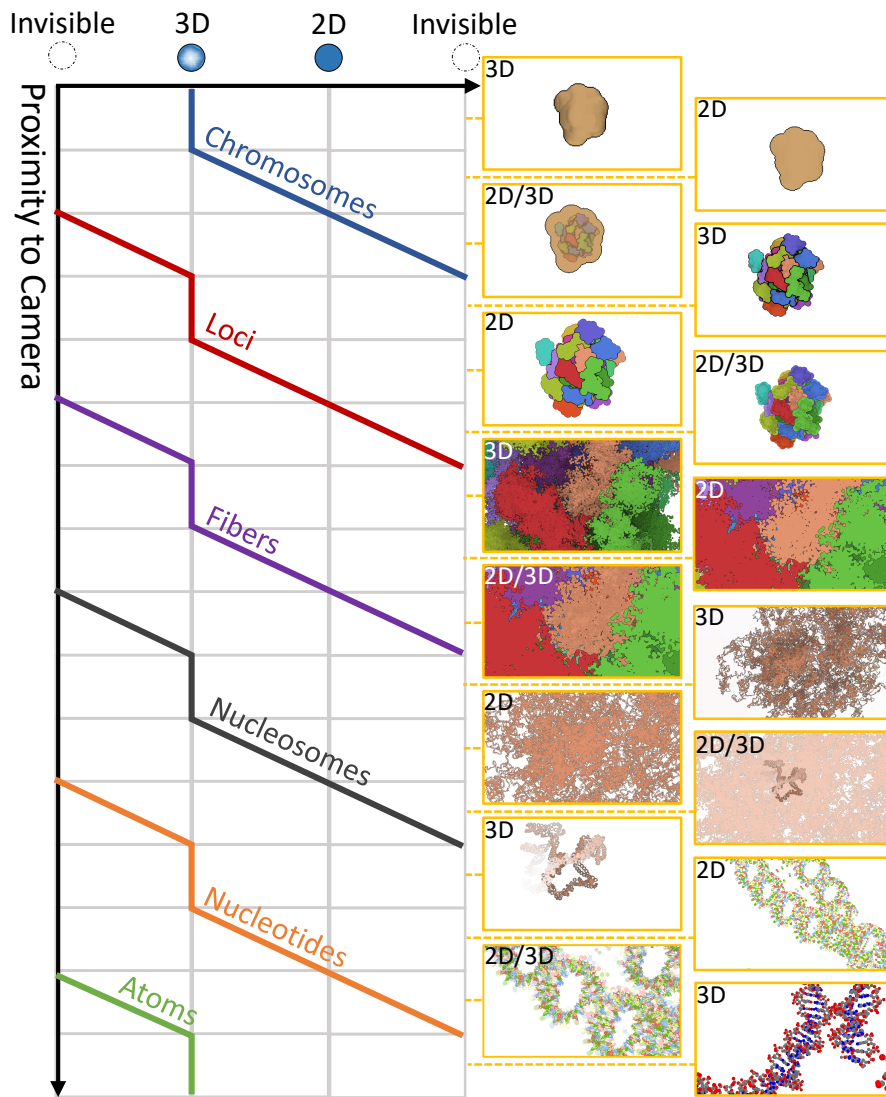 Invisible
3D
2D
Invisible
Proximity to Camera
Chromosomes
Loci
Fibers
Nucleosomes
Nucleotides
Atoms
3D
2D
2D/3D
3D
2D
2D/3D
3D
2D
2D/3D
3D
2D
2D/3D
3D
2D
2D/3D
3D